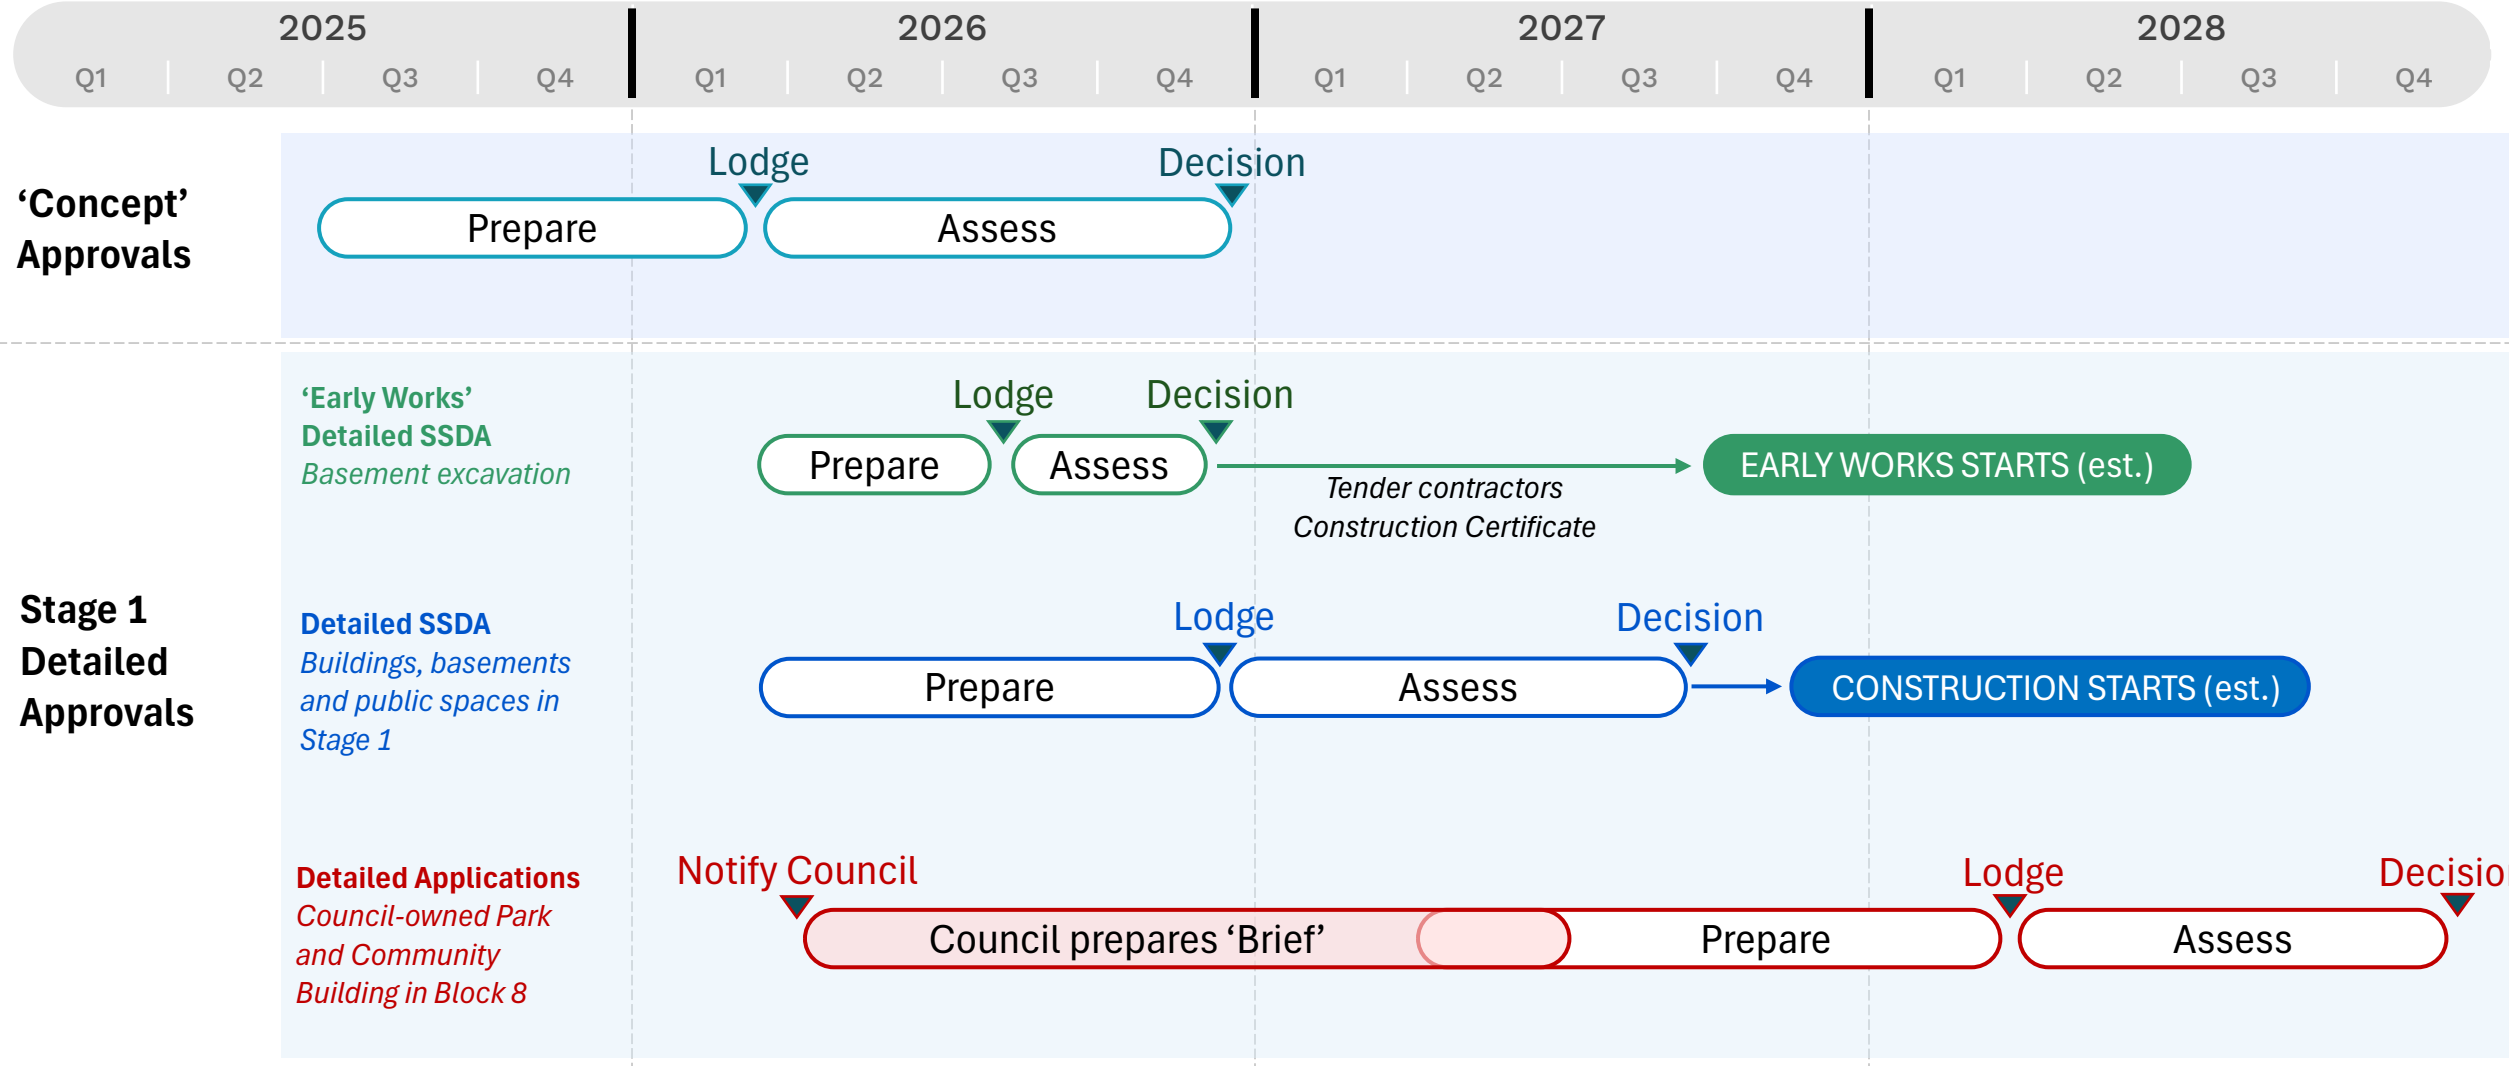 2025 2026 2027 2028
Q1 Q2 Q3 Q4 Q1 Q2 Q3 Q4 Q1 Q2 Q3 Q4 Q1 Q2 Q3 Q4
‘Concept’
Approvals
Lodge Decision
Prepare Assess
Stage 1
Detailed
Approvals
‘Early Works’
Detailed SSDA
Basement excavation
Lodge Decision
Prepare Assess EARLY WORKS STARTS (est.)
Tender contractors
Construction Certificate
Detailed SSDA
Buildings, basements
and public spaces in
Stage 1
Lodge Decision
Prepare Assess CONSTRUCTION STARTS (est.)
Detailed Applications
Council-owned Park
and Community
Building in Block 8
Notify Council Lodge Decisio
Council prepares ‘Brief’ Prepare Assess